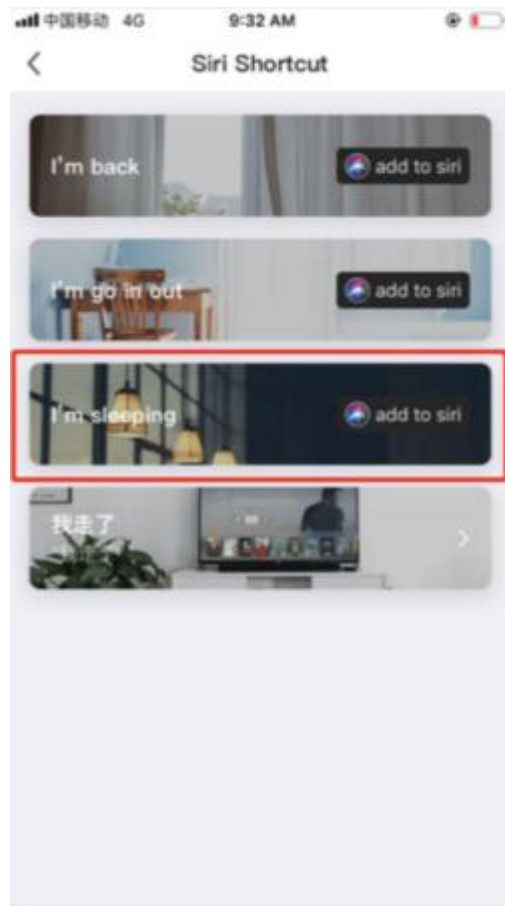 中国移动 4G 9:32 AM
Siri Shortcut
I'm back
add to siri
I'm go in out
add to siri
I'm sleeping
add to siri
我走了